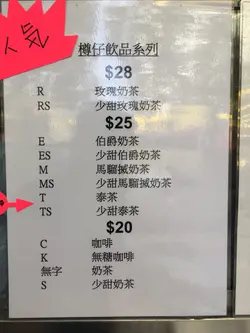 人気
樽仔飲品系列
$28
R 玫瑰奶茶
RS 少甜玫瑰奶茶
$25
E 伯爵奶茶
ES 少甜伯爵奶茶
M 馬騮搣奶茶
MS 少甜馬騮搣奶茶
T 泰茶
TS 少甜泰茶
$20
C 咖啡
K 無糖咖啡
無字 奶茶
S 少甜奶茶